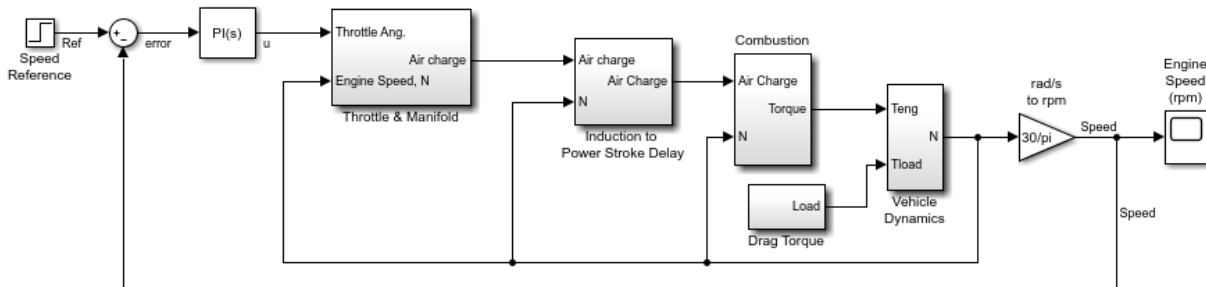 Speed
Reference
Ref
+
−
error
PI(s)
u
Throttle Ang.
Air charge
Engine Speed, N
Throttle & Manifold
Air charge
Air Charge
N
Induction to
Power Stroke Delay
Combustion
Air Charge
Torque
N
Load
Drag Torque
Teng
N
Tload
Vehicle
Dynamics
rad/s
to rpm
30/pi
Speed
Engine
Speed
(rpm)
Speed